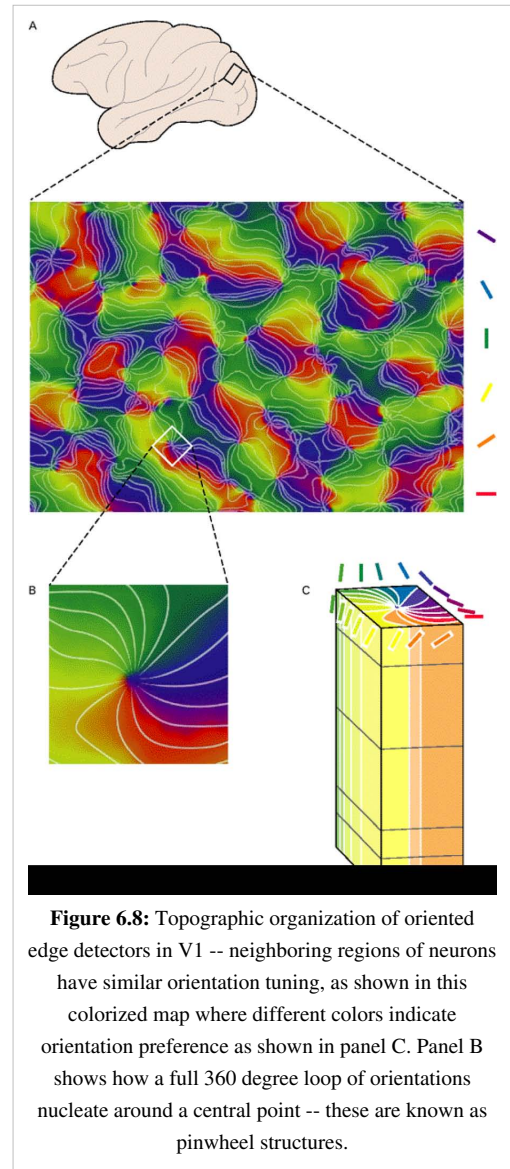 A
B
C
Figure 6.8: Topographic organization of oriented
edge detectors in V1 -- neighboring regions of neurons
have similar orientation tuning, as shown in this
colorized map where different colors indicate
orientation preference as shown in panel C. Panel B
shows how a full 360 degree loop of orientations
nucleate around a central point -- these are known as
pinwheel structures.